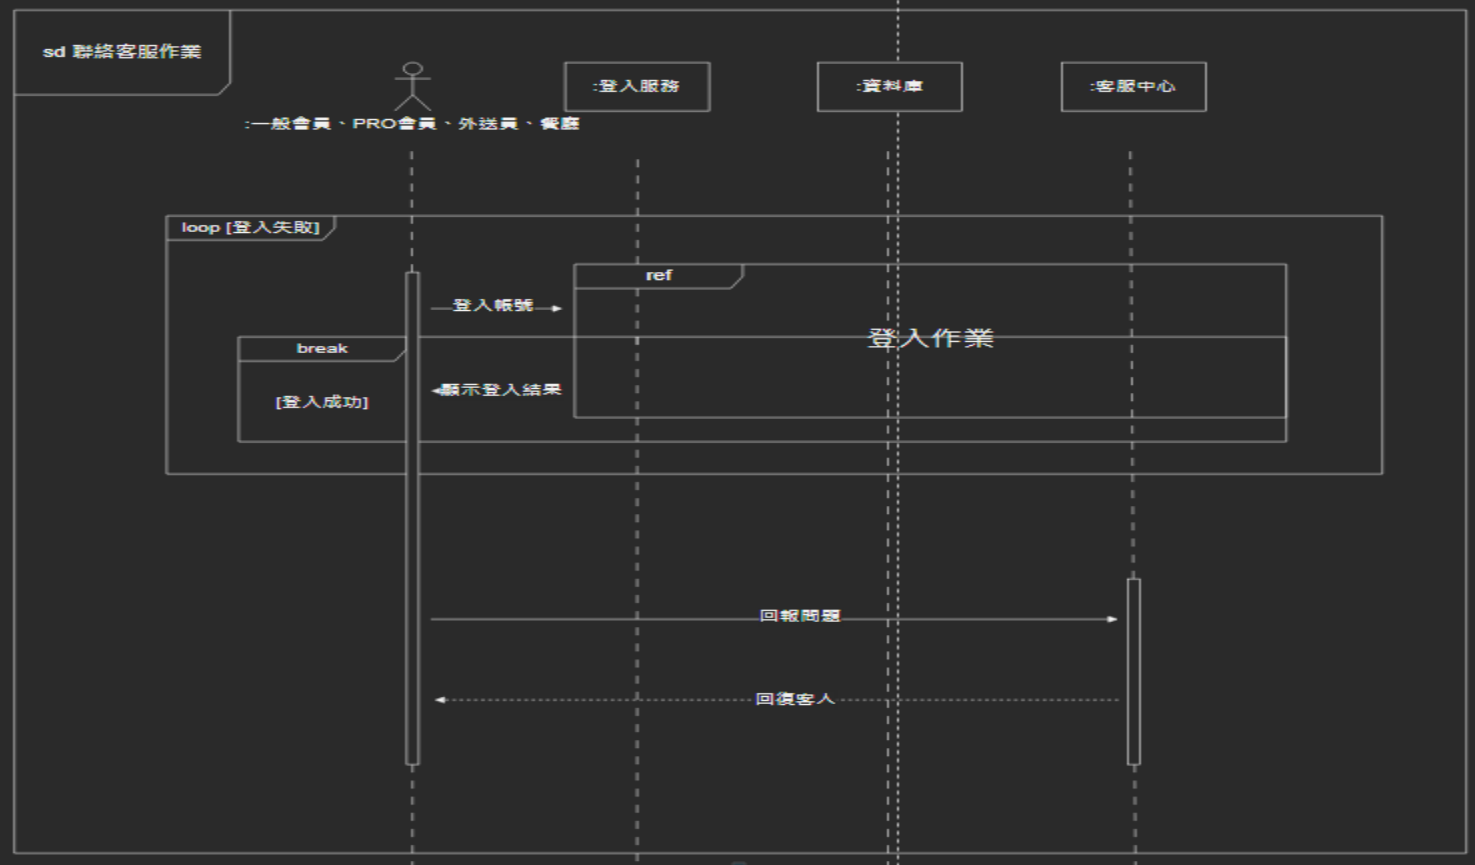 sd 聯絡客服作業
:登入服務
:資料庫
:客服中心
:一般會員、PRO會員、外送員、餐廳
loop [登入失敗]
ref
登入帳號
登入作業
break
顯示登入結果
[登入成功]
回報問題
回復客人